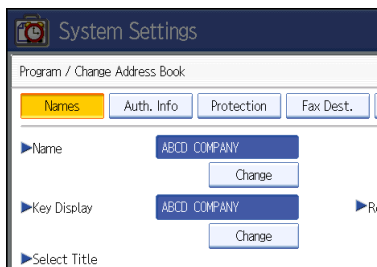 System Settings
Program / Change Address Book
Names Auth. Info Protection Fax Dest.
▶Name ABCD COMPANY
Change
▶Key Display ABCD COMPANY ▶R
Change
▶Select Title